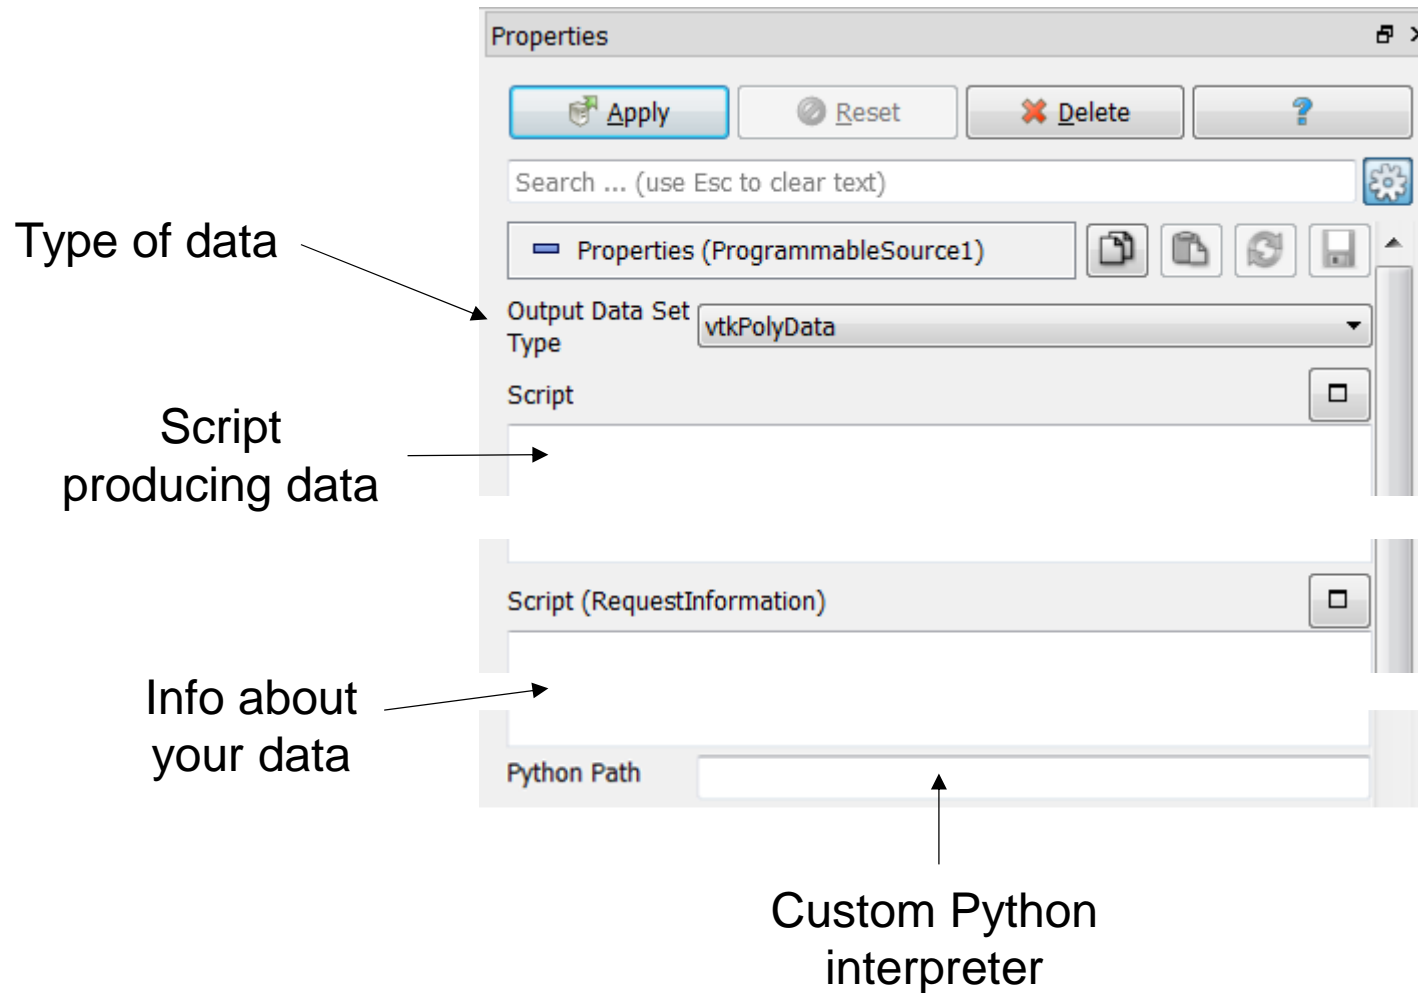 Properties
Apply
Reset
Delete
?
Search ... (use Esc to clear text)
Type of data
Properties (ProgrammableSource1)
Output Data Set
Type
vtkPolyData
Script
Script
producing data
Script (RequestInformation)
Info about
your data
Python Path
Custom Python
interpreter